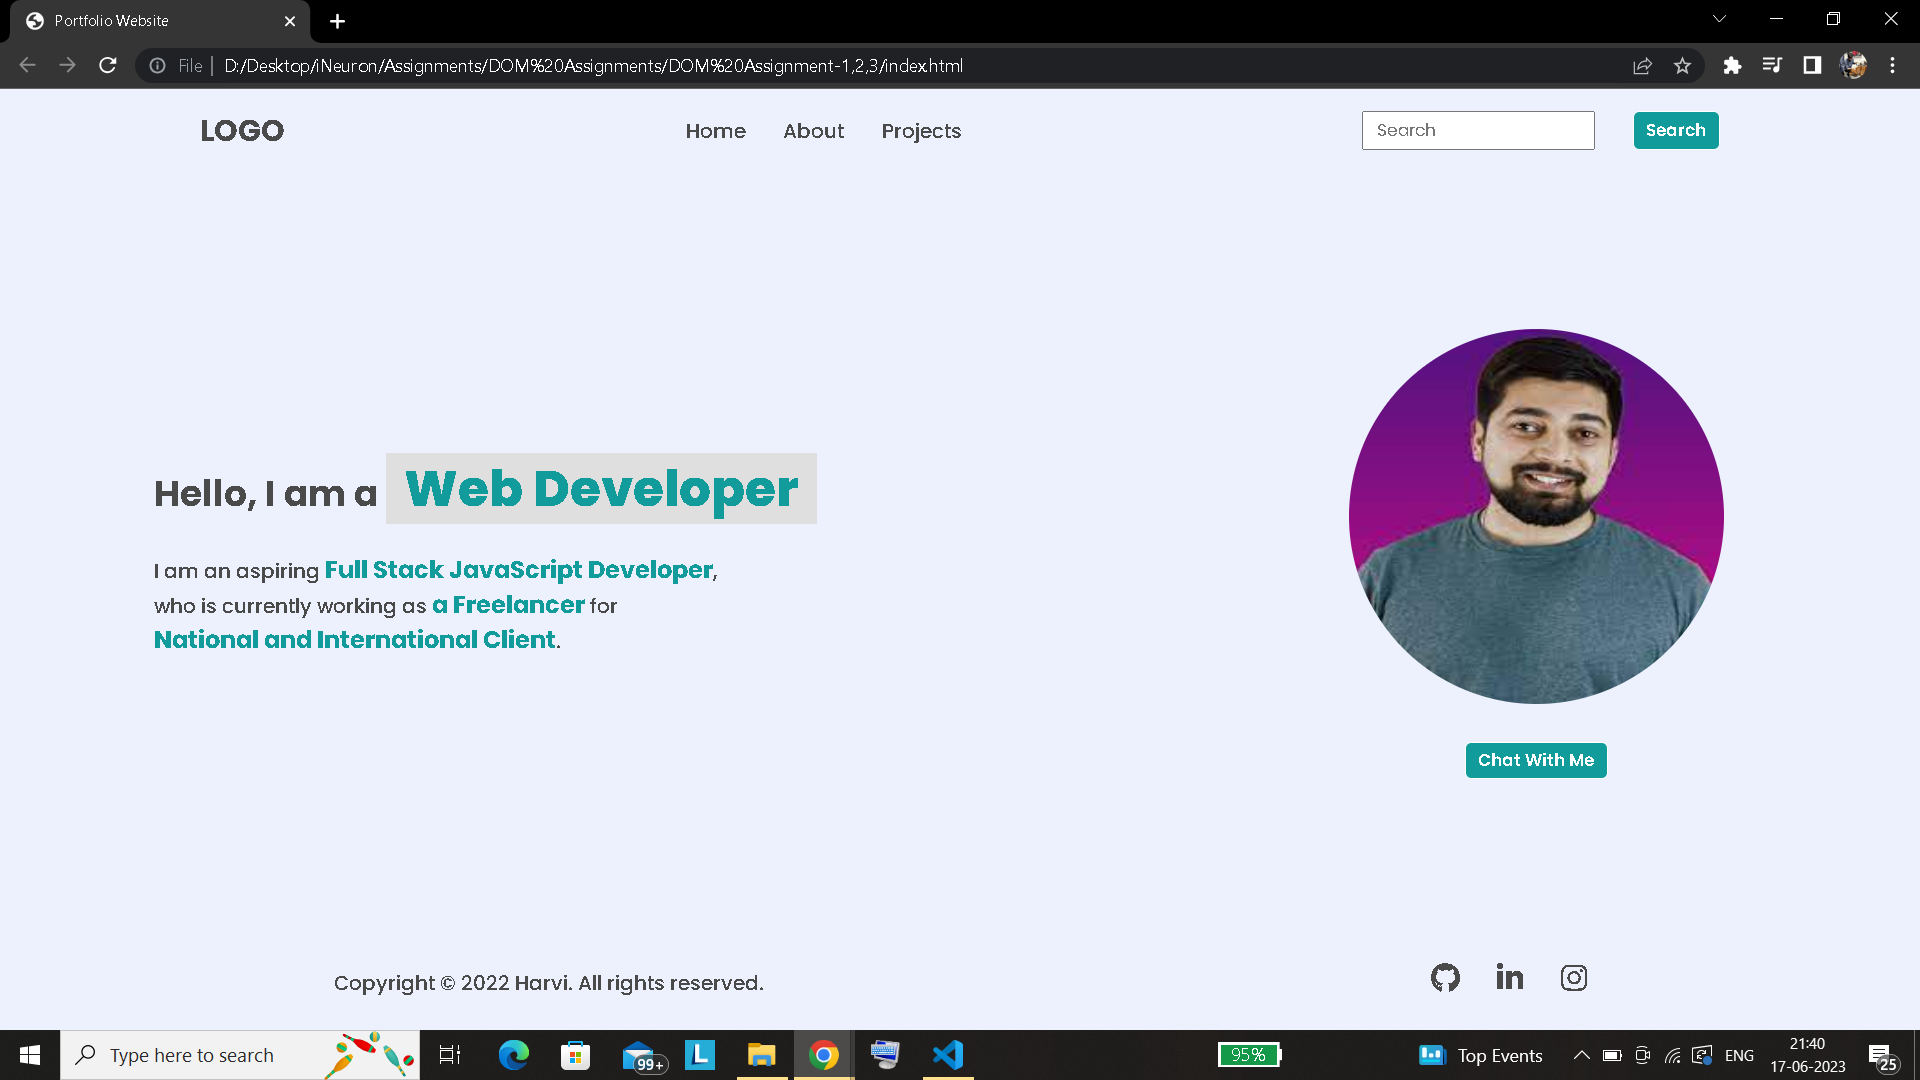 Portfolio Website
File | D:/Desktop/iNeuron/Assignments/DOM%20Assignments/DOM%20Assignment-1,2,3/index.html
LOGO
Home About Projects
Search
Search
Hello, I am a Web Developer
I am an aspiring Full Stack JavaScript Developer,
who is currently working as a Freelancer for
National and International Client.
Chat With Me
Copyright © 2022 Harvi. All rights reserved.
in
Type here to search
99+
L
95%
Top Events
ENG
21:40
17-06-2023
25